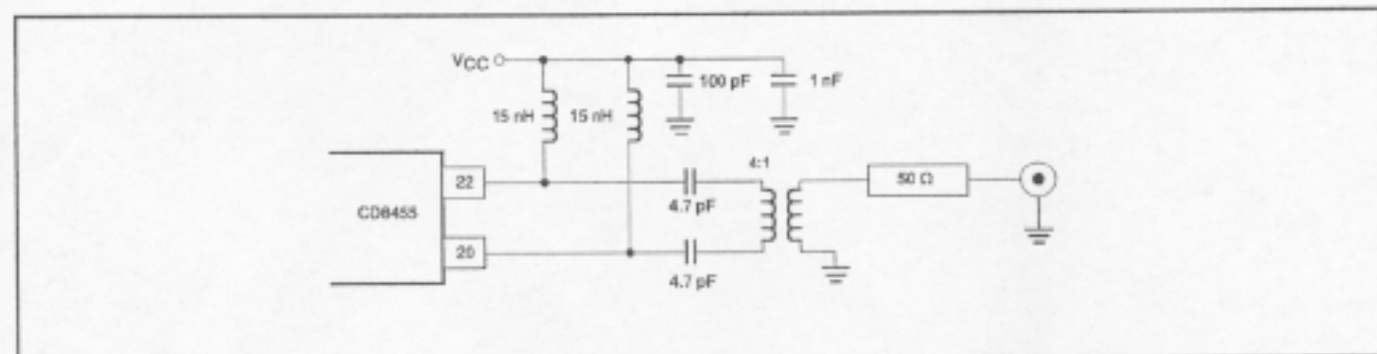 VCC
100 pF
1 nF
15 nH
15 nH
4:1
22
50 Ω
CD8455
4.7 pF
20
4.7 pF